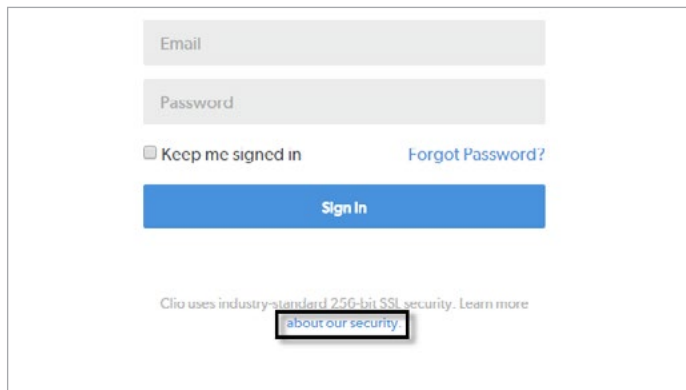 Email
Password
Keep me signed in
Forgot Password?
Sign In
Clio uses industry-standard 256-bit SSL security. Learn more
about our security.